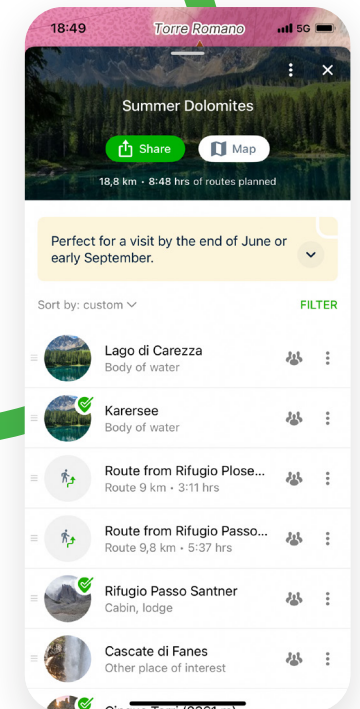 18:49
Torre Romano
5G
Summer Dolomites
Share
Map
18,8 km • 8:48 hrs of routes planned
Perfect for a visit by the end of June or
early September.
Sort by: custom
FILTER
Lago di Carezza
Body of water
Karersee
Body of water
Route from Rifugio Plose...
Route 9 km • 3:11 hrs
Route from Rifugio Passo...
Route 9,8 km • 5:37 hrs
Rifugio Passo Santner
Cabin, lodge
Cascate di Fanes
Other place of interest